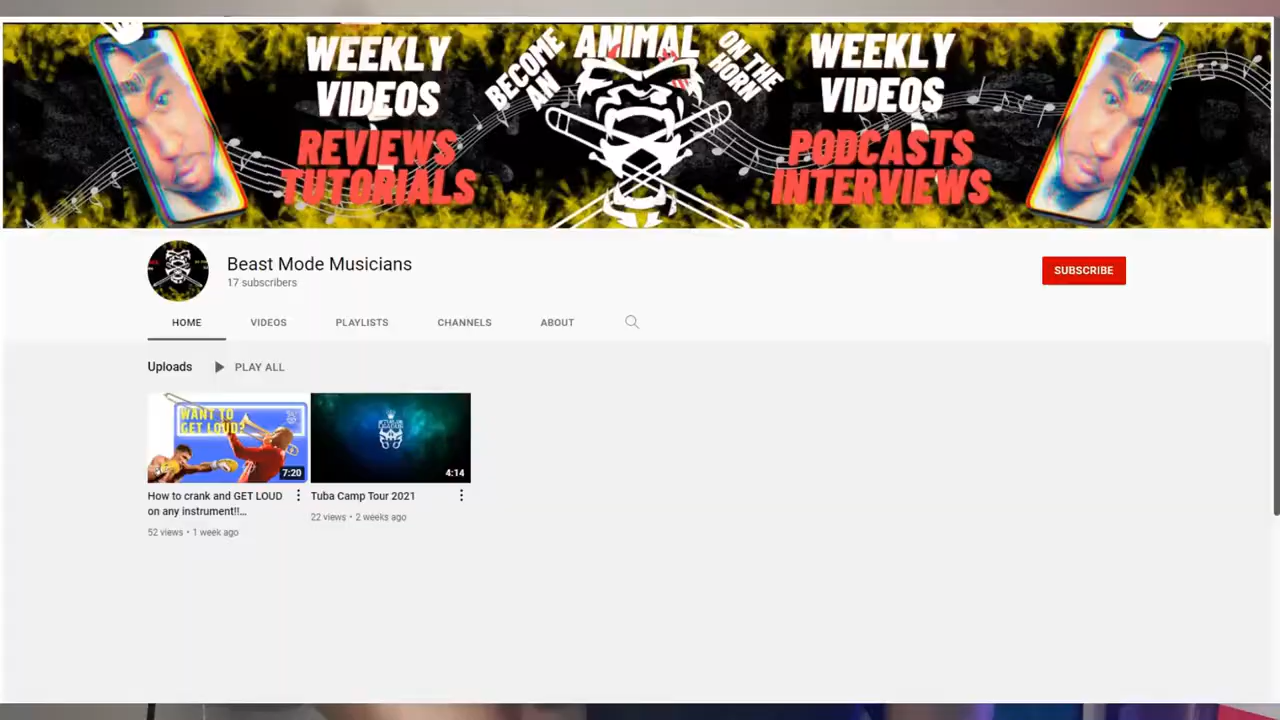 WEEKLY
VIDEOS
REVIEWS
TUTORIALS
BECOME
AN
ANIMAL
ON THE
HORN
WEEKLY
VIDEOS
PODCASTS
INTERVIEWS
Beast Mode Musicians
17 subscribers
SUBSCRIBE
HOME VIDEOS PLAYLISTS CHANNELS ABOUT
Uploads PLAY ALL
WANT TO
GET LOUD?
7:20
4:14
How to crank and GET LOUD
on any instrument!!...
52 views • 1 week ago
Tuba Camp Tour 2021
22 views • 2 weeks ago